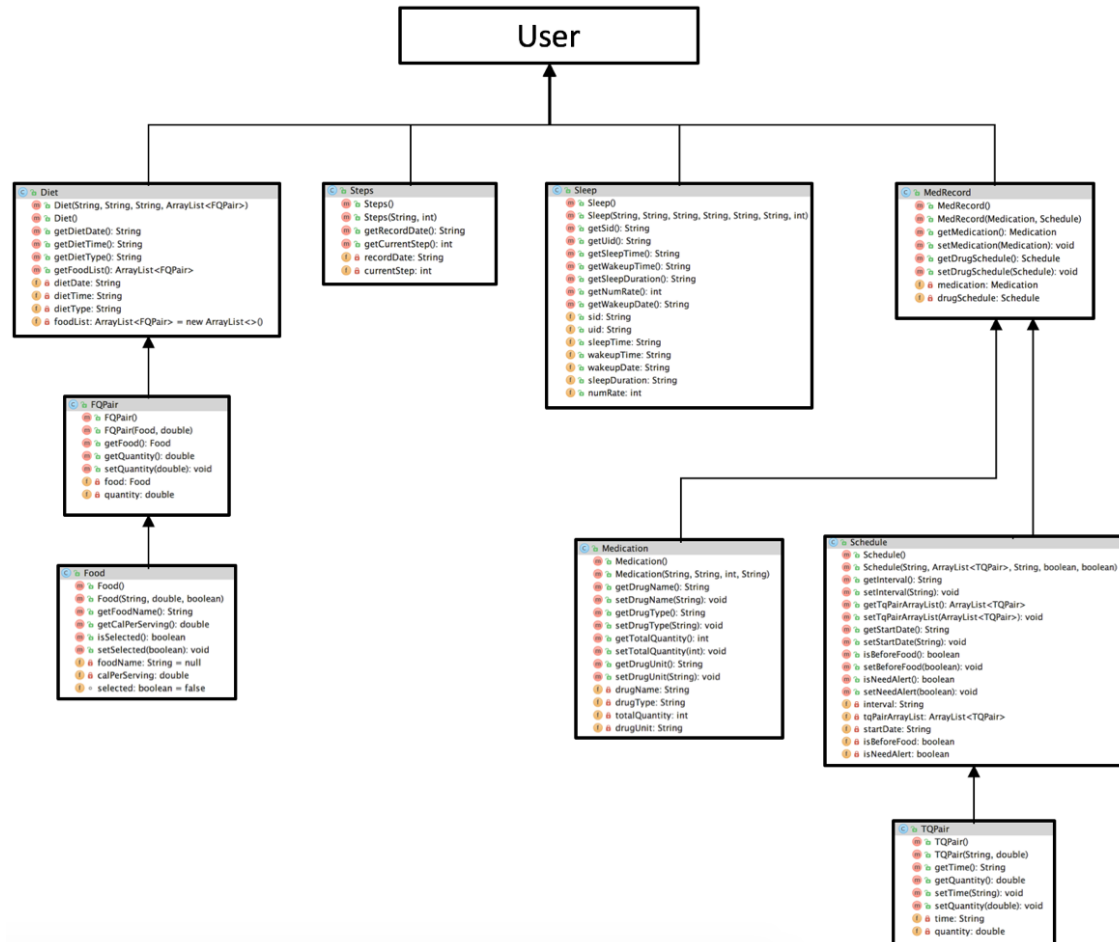 User
Diet
Diet(String, String, String, ArrayList<FQPair>)
Diet()
getDietDate(): String
getDietTime(): String
getDietType(): String
getFoodList(): ArrayList<FQPair>
dietDate: String
dietTime: String
dietType: String
foodList: ArrayList<FQPair> = new ArrayList<>()
Steps
Steps()
Steps(String, int)
getRecordDate(): String
getCurrentStep(): int
recordDate: String
currentStep: int
Sleep
Sleep()
Sleep(String, String, String, String, String, String, int)
getSid(): String
getUid(): String
getSleepTime(): String
getWakeupTime(): String
getSleepDuration(): String
getNumRate(): int
getWakeupDate(): String
sid: String
uid: String
sleepTime: String
wakeupTime: String
wakeupDate: String
sleepDuration: String
numRate: int
MedRecord
MedRecord()
MedRecord(Medication, Schedule)
getMedication(): Medication
setMedication(Medication): void
getDrugSchedule(): Schedule
setDrugSchedule(Schedule): void
medication: Medication
drugSchedule: Schedule
FQPair
FQPair()
FQPair(Food, double)
getFood(): Food
getQuantity(): double
setQuantity(double): void
food: Food
quantity: double
Food
Food()
Food(String, double, boolean)
getFoodName(): String
getCalPerServing(): double
isSelected(): boolean
setSelected(boolean): void
foodName: String = null
calPerServing: double
selected: boolean = false
Medication
Medication()
Medication(String, String, int, String)
getDrugName(): String
setDrugName(String): void
getDrugType(): String
setDrugType(String): void
getTotalQuantity(): int
setTotalQuantity(int): void
getDrugUnit(): String
setDrugUnit(String): void
drugName: String
drugType: String
totalQuantity: int
drugUnit: String
Schedule
Schedule()
Schedule(String, ArrayList<TQPair>, String, boolean, boolean)
getInterval(): String
setInterval(String): void
getTqPairArrayList(): ArrayList<TQPair>
setTqPairArrayList(ArrayList<TQPair>): void
getStartDate(): String
setStartDate(String): void
isBeforeFood(): boolean
setBeforeFood(boolean): void
isNeedAlert(): boolean
setNeedAlert(boolean): void
interval: String
tqPairArrayList: ArrayList<TQPair>
startDate: String
isBeforeFood: boolean
isNeedAlert: boolean
TQPair
TQPair()
TQPair(String, double)
getTime(): String
getQuantity(): double
setTime(String): void
setQuantity(double): void
time: String
quantity: double